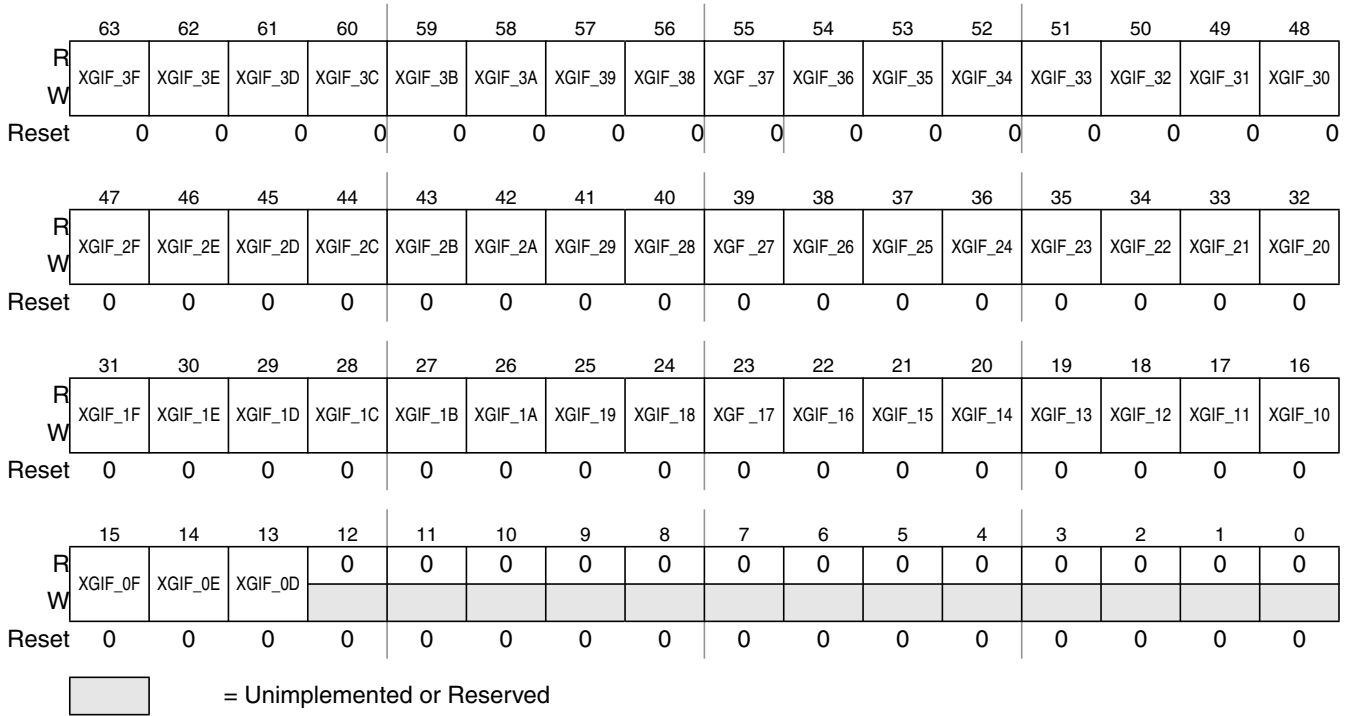 63 62 61 60 59 58 57 56 55 54 53 52 51 50 49 48
R
XGIF_3F XGIF_3E XGIF_3D XGIF_3C XGIF_3B XGIF_3A XGIF_39 XGIF_38 XGF _37 XGIF_36 XGIF_35 XGIF_34 XGIF_33 XGIF_32 XGIF_31 XGIF_30
W
Reset 0 0 0 0 0 0 0 0 0 0 0 0 0 0 0 0
47 46 45 44 43 42 41 40 39 38 37 36 35 34 33 32
R
XGIF_2F XGIF_2E XGIF_2D XGIF_2C XGIF_2B XGIF_2A XGIF_29 XGIF_28 XGF _27 XGIF_26 XGIF_25 XGIF_24 XGIF_23 XGIF_22 XGIF_21 XGIF_20
W
Reset 0 0 0 0 0 0 0 0 0 0 0 0 0 0 0 0
31 30 29 28 27 26 25 24 23 22 21 20 19 18 17 16
R
XGIF_1F XGIF_1E XGIF_1D XGIF_1C XGIF_1B XGIF_1A XGIF_19 XGIF_18 XGF _17 XGIF_16 XGIF_15 XGIF_14 XGIF_13 XGIF_12 XGIF_11 XGIF_10
W
Reset 0 0 0 0 0 0 0 0 0 0 0 0 0 0 0 0
15 14 13 12 11 10 9 8 7 6 5 4 3 2 1 0
R 0 0 0 0 0 0 0 0 0 0 0 0 0
XGIF_0F XGIF_0E XGIF_0D
W
Reset 0 0 0 0 0 0 0 0 0 0 0 0 0 0 0 0
= Unimplemented or Reserved